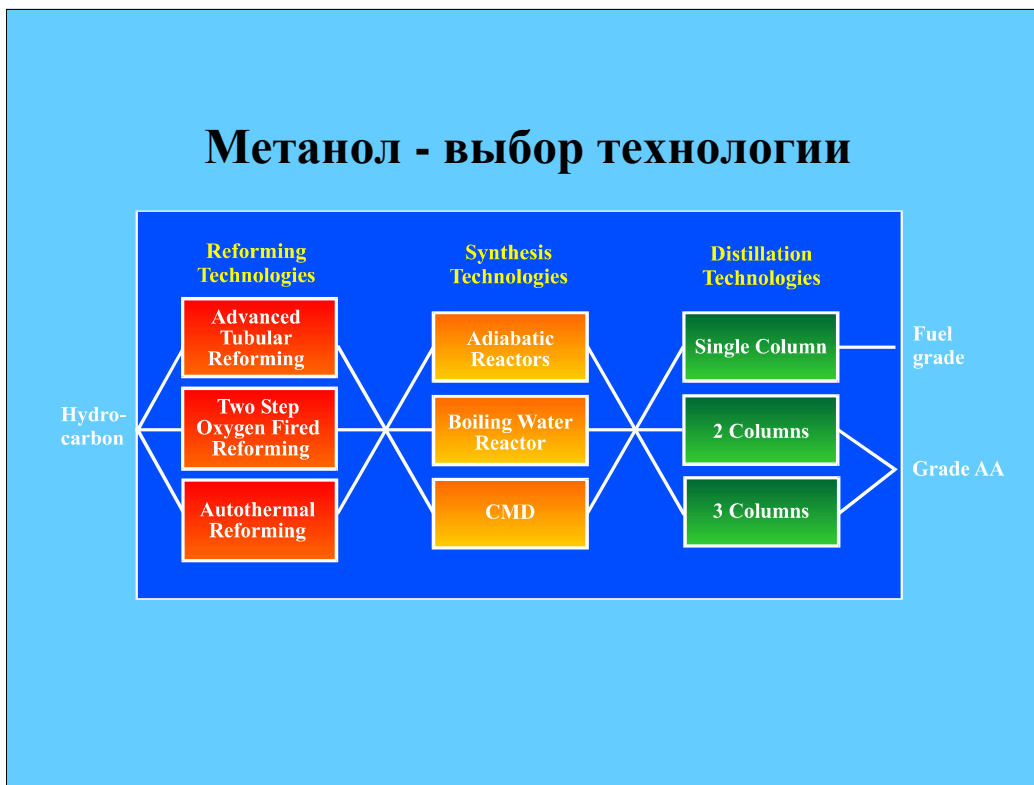 Метанол - выбор технологии
Reforming
Technologies
Synthesis
Technologies
Distillation
Technologies
Hydro-
carbon
Advanced
Tubular
Reforming
Two Step
Oxygen Fired
Reforming
Autothermal
Reforming
Adiabatic
Reactors
Boiling Water
Reactor
CMD
Single Column
2 Columns
3 Columns
Fuel
grade
Grade AA